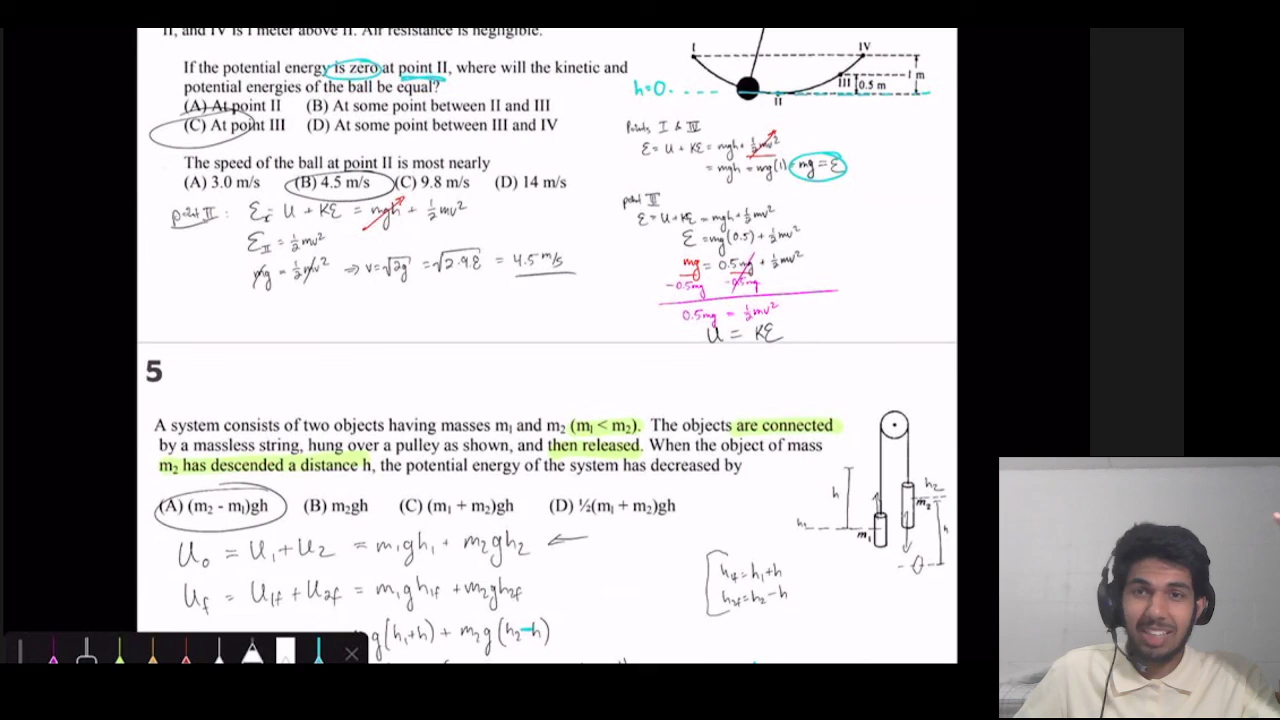 II, and IV is 1 meter above II. Air resistance is negligible.
If the potential energy is zero at point II, where will the kinetic and
potential energies of the ball be equal?
(A) At point II (B) At some point between II and III
(C) At point III (D) At some point between III and IV
The speed of the ball at point II is most nearly
(A) 3.0 m/s (B) 4.5 m/s (C) 9.8 m/s (D) 14 m/s
point II: E_I = U + KE = mgh + ½mv²
E_II = ½mv²
mg = ½mv² ⇒ v=√2g = √2·9.8 = 4.5 m/s
I IV
1 m
III 0.5 m
h=0
II
Points I & IV
E = U + KE = mgh + ½mv²
= mgh = mg(1) = mg = E
point III
E = U + KE = mgh + ½mv²
E = mg(0.5) + ½mv²
mg = 0.5mg + ½mv²
-0.5mg -0.5mg
0.5mg = ½mv²
U = KE
5
A system consists of two objects having masses m₁ and m₂ (m₁ < m₂). The objects are connected
by a massless string, hung over a pulley as shown, and then released. When the object of mass
m₂ has descended a distance h, the potential energy of the system has decreased by
(A) (m₂ - m₁)gh (B) m₂gh (C) (m₁ + m₂)gh (D) ½(m₁ + m₂)gh
U₀ = U₁ + U₂ = m₁gh₁ + m₂gh₂
U_f = U_1f + U_2f = m₁gh_1f + m₂gh_2f
g(h₁+h) + m₂g(h₂-h)
h h₂
m₂
h₁ m₁ h
0
h_1f = h₁+h
h_2f = h₂-h